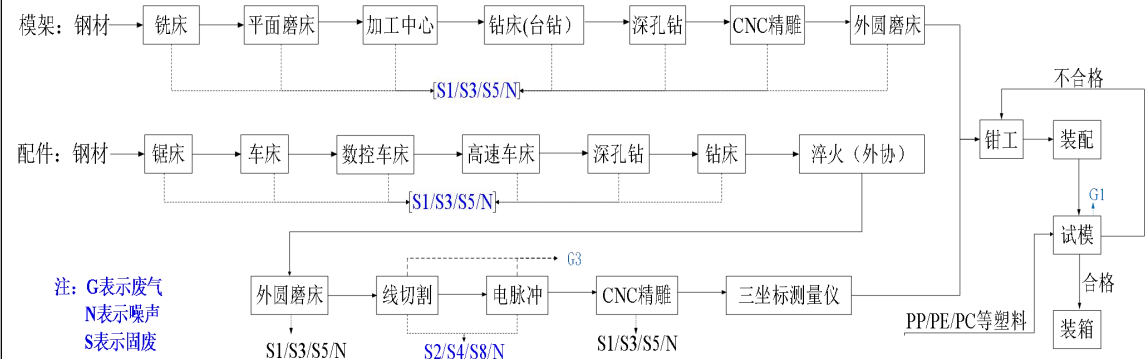 模架：钢材 铣床 平面磨床 加工中心 钻床(台钻) 深孔钻 CNC精雕 外圆磨床
[S1/S3/S5/N]
不合格
钳工 装配
配件：钢材 锯床 车床 数控车床 高速车床 深孔钻 钻床 淬火（外协）
[S1/S3/S5/N]
G1
试模
G3
合格
注：G表示废气
N表示噪声
S表示固废
外圆磨床 线切割 电脉冲 CNC精雕 三坐标测量仪
PP/PE/PC等塑料
装箱
S1/S3/S5/N S2/S4/S8/N S1/S3/S5/N